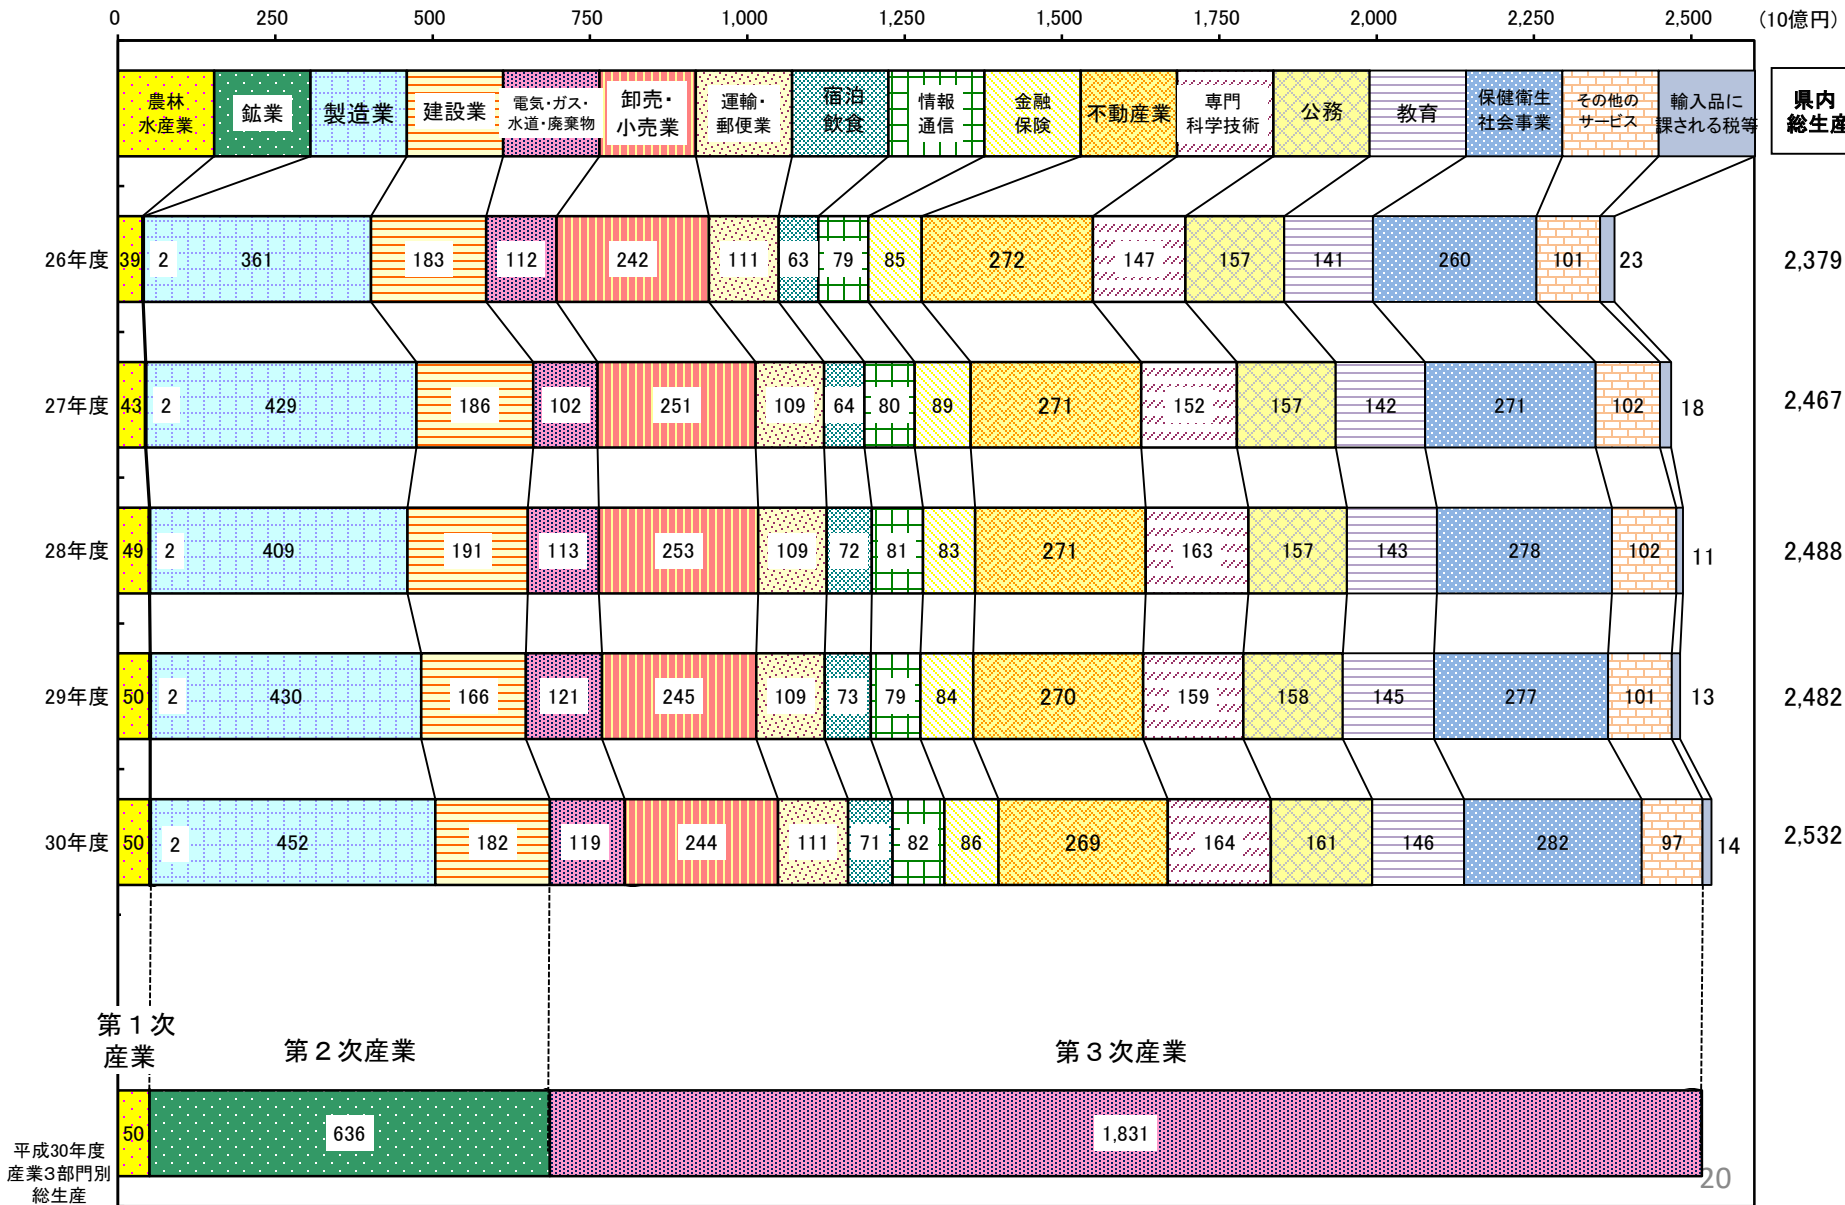 0 250 500 750 1,000 1,250 1,500 1,750 2,000 2,250 2,500 (10億円)
農林
水産業
鉱業
製造業
建設業
電気・ガス・
水道・廃棄物
卸売・
小売業
運輸・
郵便業
宿泊
飲食
情報
通信
金融
保険
不動産業
専門
科学技術
公務
教育
保健衛生
社会事業
その他の
サービス
輸入品に
課される税等
県内
総生産
26年度 39 2 361 183 112 242 111 63 79 85 272 147 157 141 260 101 23 2,379
27年度 43 2 429 186 102 251 109 64 80 89 271 152 157 142 271 102 18 2,467
28年度 49 2 409 191 113 253 109 72 81 83 271 163 157 143 278 102 11 2,488
29年度 50 2 430 166 121 245 109 73 79 84 270 159 158 145 277 101 13 2,482
30年度 50 2 452 182 119 244 111 71 82 86 269 164 161 146 282 97 14 2,532
第1次
産業
第2次産業
第3次産業
50 636 1,831
平成30年度
産業3部門別
総生産
20